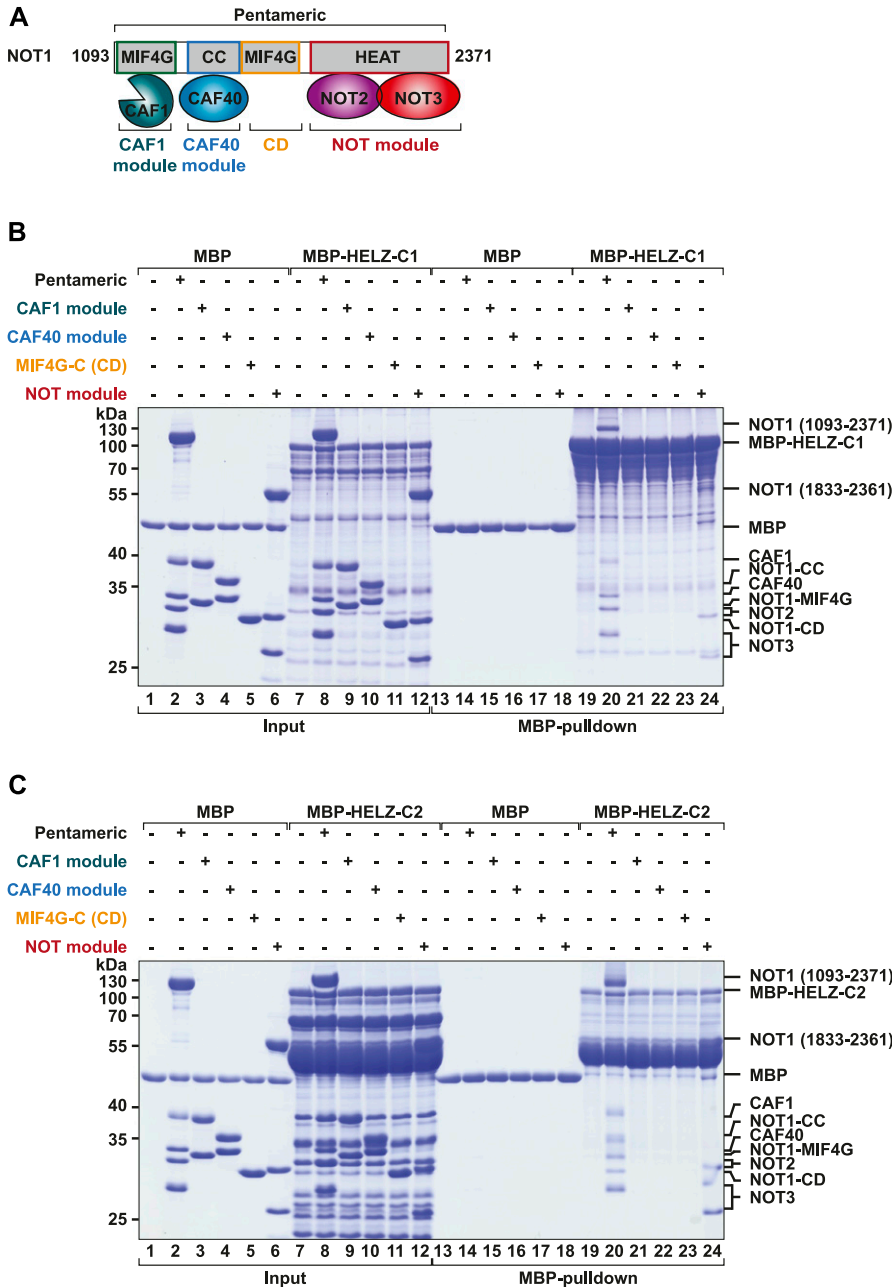 A
Pentameric
NOT1 1093 MIF4G CC MIF4G HEAT 2371
CAF1 CAF40 NOT2 NOT3
CAF1 module CAF40 module CD NOT module
B
MBP MBP-HELZ-C1 MBP MBP-HELZ-C1
Pentameric - + - - - - - + - - - - - + - - - - - + - - - -
CAF1 module - - + - - - - - + - - - - - + - - - - - + - - -
CAF40 module - - - + - - - - - + - - - - - + - - - - - + - -
MIF4G-C (CD) - - - - + - - - - - + - - - - - + - - - - - + -
NOT module - - - - - + - - - - - + - - - - - + - - - - - +
kDa
130
100
70
55
40
35
25
NOT1 (1093-2371)
MBP-HELZ-C1
NOT1 (1833-2361)
MBP
CAF1
NOT1-CC
CAF40
NOT1-MIF4G
NOT2
NOT1-CD
NOT3
1 2 3 4 5 6 7 8 9 10 11 12 13 14 15 16 17 18 19 20 21 22 23 24
Input MBP-pulldown
C
MBP MBP-HELZ-C2 MBP MBP-HELZ-C2
Pentameric - + - - - - - + - - - - - + - - - - - + - - - -
CAF1 module - - + - - - - - + - - - - - + - - - - - + - - -
CAF40 module - - - + - - - - - + - - - - - + - - - - - + - -
MIF4G-C (CD) - - - - + - - - - - + - - - - - + - - - - - + -
NOT module - - - - - + - - - - - + - - - - - + - - - - - +
kDa
130
100
70
55
40
35
25
NOT1 (1093-2371)
MBP-HELZ-C2
NOT1 (1833-2361)
MBP
CAF1
NOT1-CC
CAF40
NOT1-MIF4G
NOT2
NOT1-CD
NOT3
1 2 3 4 5 6 7 8 9 10 11 12 13 14 15 16 17 18 19 20 21 22 23 24
Input MBP-pulldown